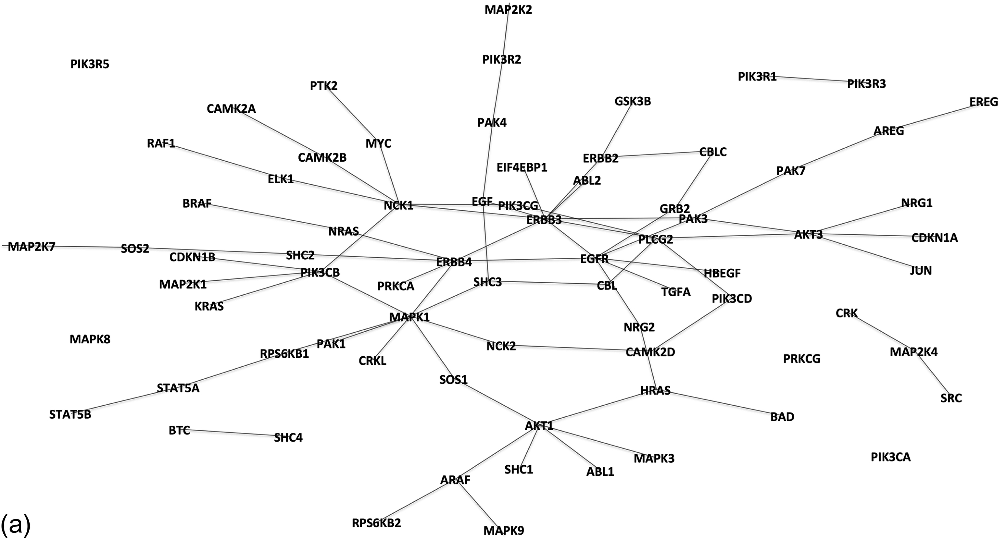 MAP2K2
PIK3R2
PIK3R5
PIK3R1
PIK3R3
PTK2
GSK3B
EREG
CAMK2A
PAK4
AREG
RAF1
MYC
CBLC
CAMK2B
ERBB2
EIF4EBP1
PAK7
ELK1
ABL2
BRAF
NCK1
EGF
PIK3CG
GRB2
NRG1
ERBB3
PAK3
NRAS
PLCG2
AKT3
CDKN1A
MAP2K7
SOS2
CDKN1B
SHC2
ERBB4
EGFR
PIK3CB
HBEGF
JUN
MAP2K1
PRKCA
SHC3
CBL
TGFA
KRAS
PIK3CD
MAPK1
CRK
NRG2
MAPK8
PAK1
NCK2
RPS6KB1
CAMK2D
MAP2K4
CRKL
PRKCG
SOS1
STAT5A
HRAS
SRC
STAT5B
BAD
BTC
AKT1
SHC4
MAPK3
PIK3CA
SHC1
ABL1
ARAF
RPS6KB2
MAPK9
(a)